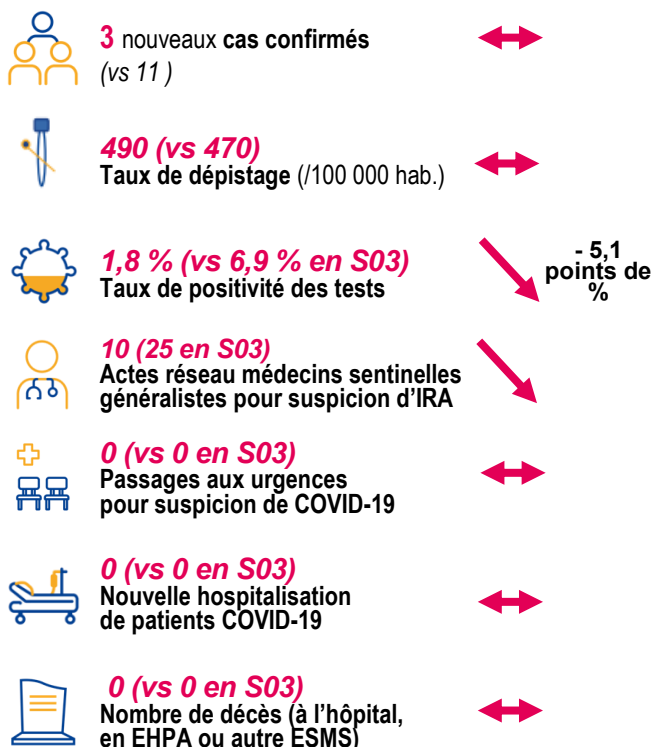 3 nouveaux cas confirmés
(vs 11 )
490 (vs 470)
Taux de dépistage (/100 000 hab.)
1,8 % (vs 6,9 % en S03)
Taux de positivité des tests
- 5,1
points de
%
10 (25 en S03)
Actes réseau médecins sentinelles
généralistes pour suspicion d'IRA
0 (vs 0 en S03)
Passages aux urgences
pour suspicion de COVID-19
0 (vs 0 en S03)
Nouvelle hospitalisation
de patients COVID-19
0 (vs 0 en S03)
Nombre de décès (à l'hôpital,
en EHPA ou autre ESMS)